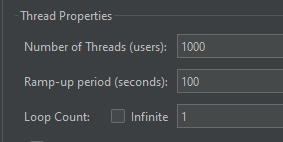 Thread Properties
Number of Threads (users): 1000
Ramp-up period (seconds): 100
Loop Count: Infinite 1